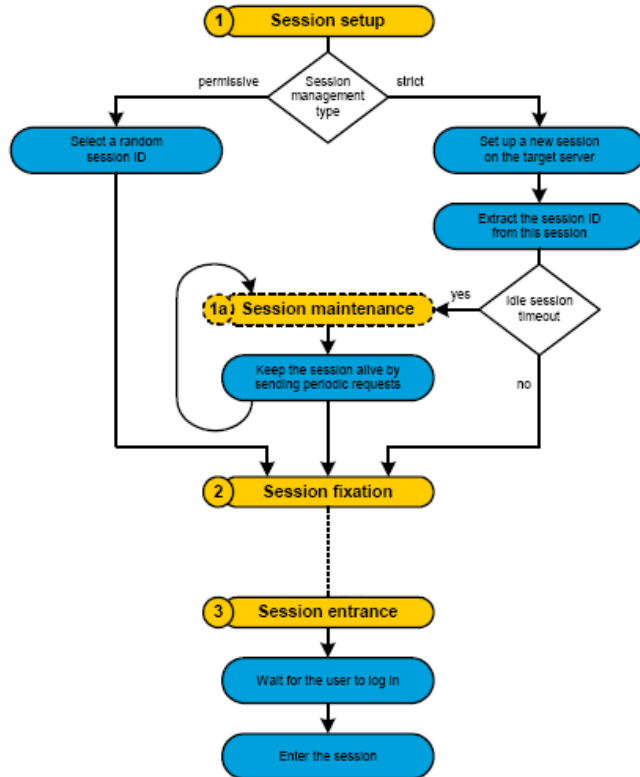 1 Session setup
permissive
Session
management
type
strict
Select a random
session ID
Set up a new session
on the target server
Extract the session ID
from this session
1a Session maintenance
yes
Idle session
timeout
Keep the session alive by
sending periodic requests
no
2 Session fixation
3 Session entrance
Wait for the user to log in
Enter the session